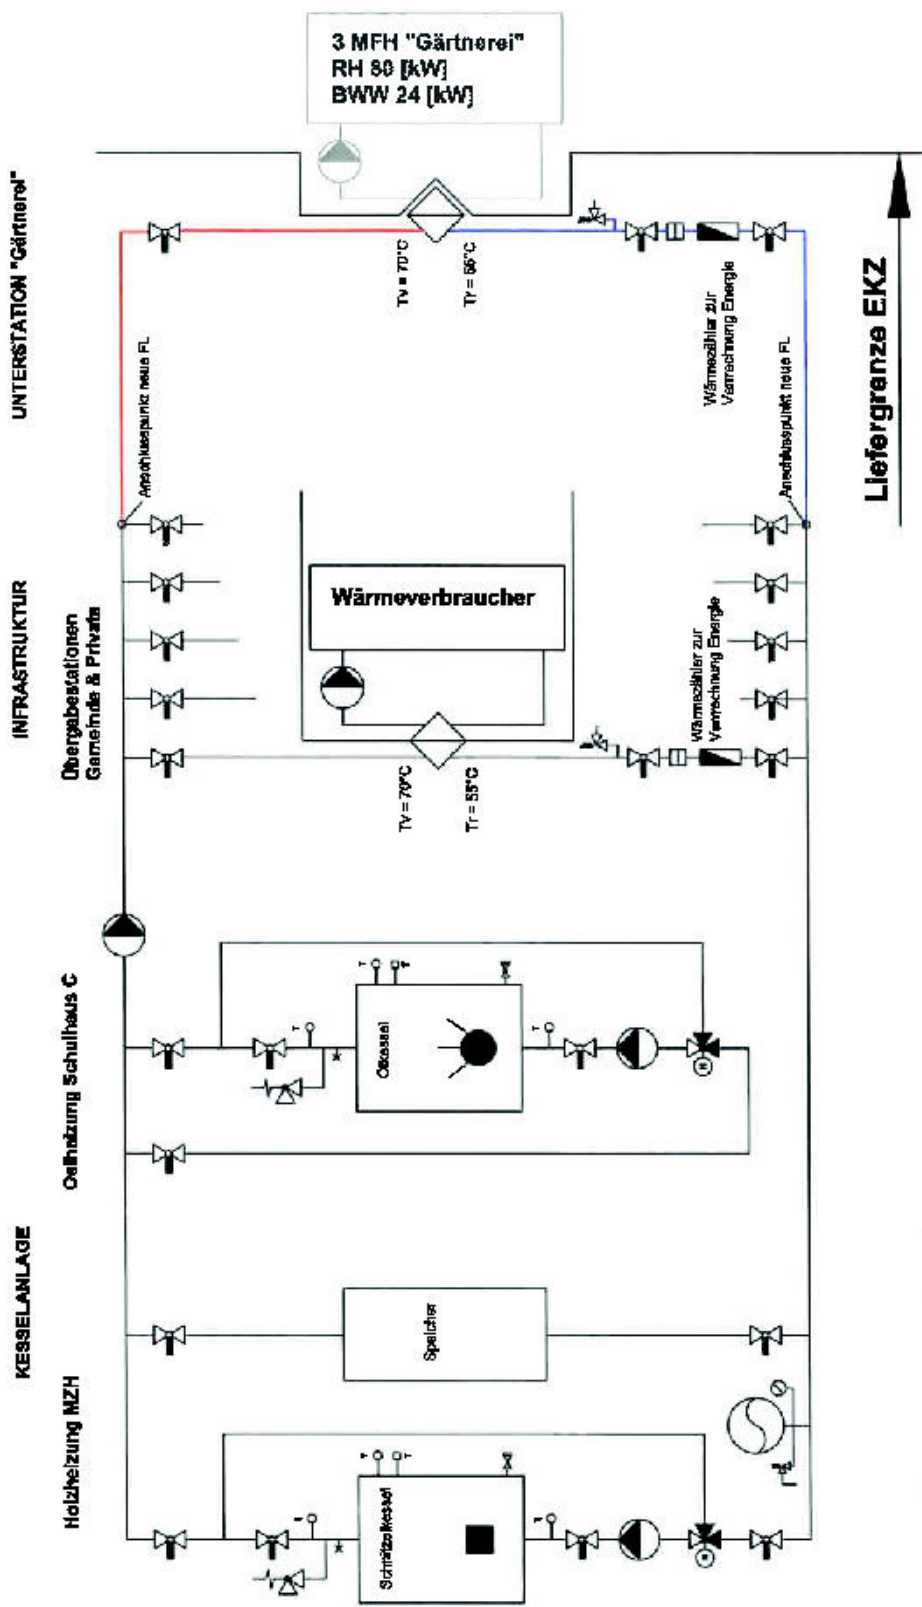 3 MFH "Gärtnerei"
RH 80 [kW]
BWW 24 [kW]
UNTERSTATION "Gärtnerei"
Tv = 70°C
Tr = 55°C
Wärmezähler zur
Verrechnung Energie
Anschlusspunkt neue FL
Anschlusspunkt neue FL
Liefergrenze EKZ
INFRASTRUKTUR
Übergabestationen
Gemeinde & Private
Wärmeverbraucher
Wärmezähler zur
Verrechnung Energie
Tv = 70°C
Tr = 55°C
KESSELANLAGE
Oelheizung Schulhaus C
T
T
T
Ölkessel
T
M
Speicher
Holzheizung MZH
T
T
T
Schnitzelkessel
T
M